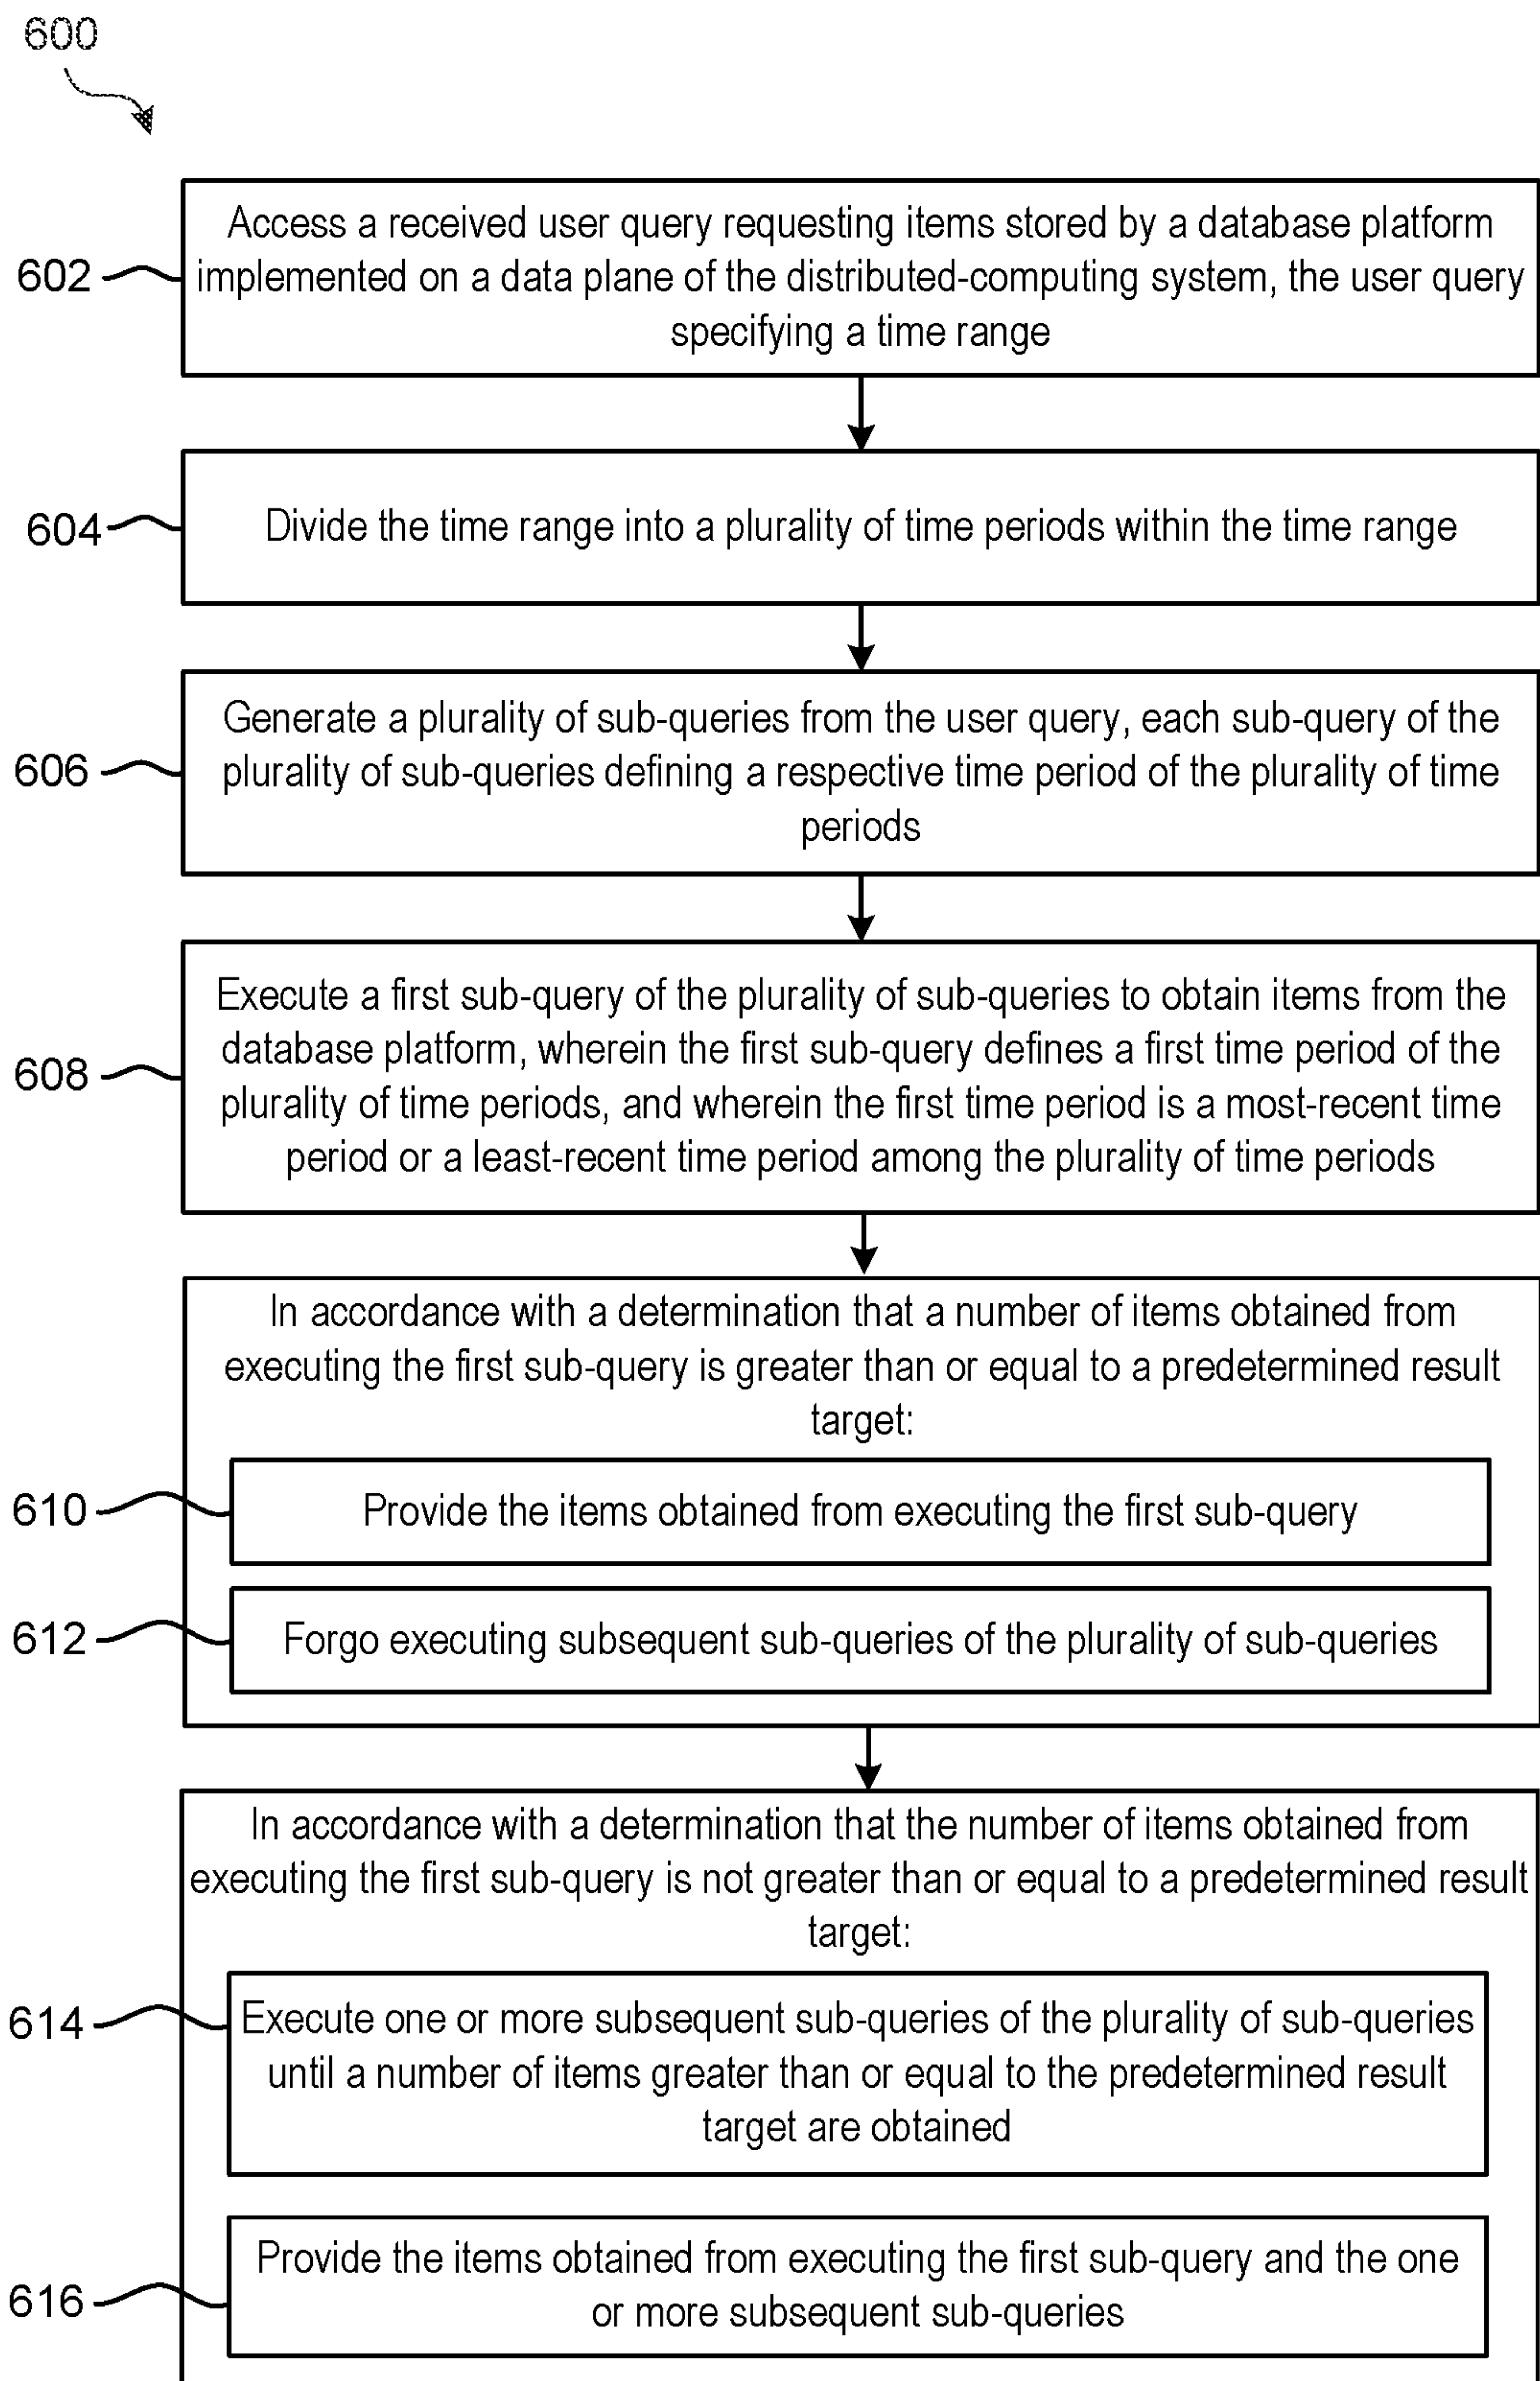 600
Access a received user query requesting items stored by a database platform
602
implemented on a data plane of the distributed-computing system, the user query
specifying a time range
604
Divide the time range into a plurality of time periods within the time range
Generate a plurality of sub-queries from the user query, each sub-query of the
606
plurality of sub-queries defining a respective time period of the plurality of time
periods
Execute a first sub-query of the plurality of sub-queries to obtain items from the
database platform, wherein the first sub-query defines a first time period of the
608
plurality of time periods, and wherein the first time period is a most-recent time
period or a least-recent time period among the plurality of time periods
In accordance with a determination that a number of items obtained from
executing the first sub-query is greater than or equal to a predetermined result
target:
610
Provide the items obtained from executing the first sub-query
612
Forgo executing subsequent sub-queries of the plurality of sub-queries
In accordance with a determination that the number of items obtained from
executing the first sub-query is not greater than or equal to a predetermined result
target:
614
Execute one or more subsequent sub-queries of the plurality of sub-queries
until a number of items greater than or equal to the predetermined result
target are obtained
616
Provide the items obtained from executing the first sub-query and the one
or more subsequent sub-queries